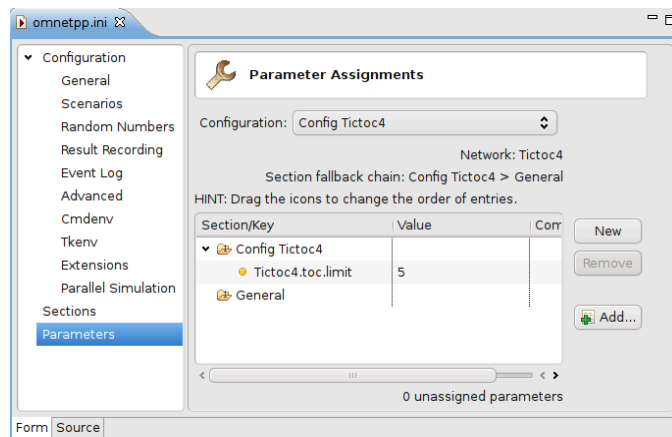 omnetpp.ini
Configuration
General
Scenarios
Random Numbers
Result Recording
Event Log
Advanced
Cmdenv
Tkenv
Extensions
Parallel Simulation
Sections
Parameters
Parameter Assignments
Configuration: Config Tictoc4
Network: Tictoc4
Section fallback chain: Config Tictoc4 > General
HINT: Drag the icons to change the order of entries.
Section/Key Value Com
Config Tictoc4
Tictoc4.toc.limit 5
General
New
Remove
Add...
0 unassigned parameters
Form Source